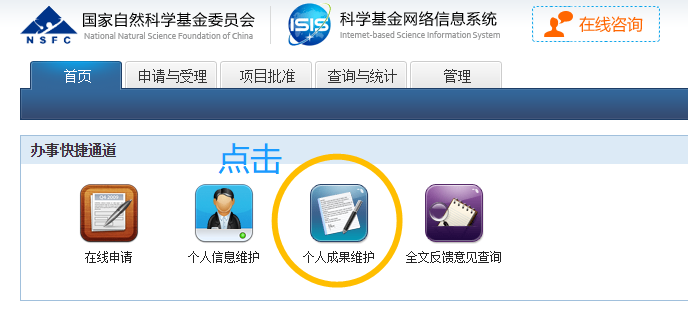 国家自然科学基金委员会
National Natural Science Foundation of China
NSFC
ISIS
科学基金网络信息系统
Internet-based Science Information System
在线咨询
首页
申请与受理
项目批准
查询与统计
管理
办事快捷通道
点击
在线申请
个人信息维护
个人成果维护
全文反馈意见查询